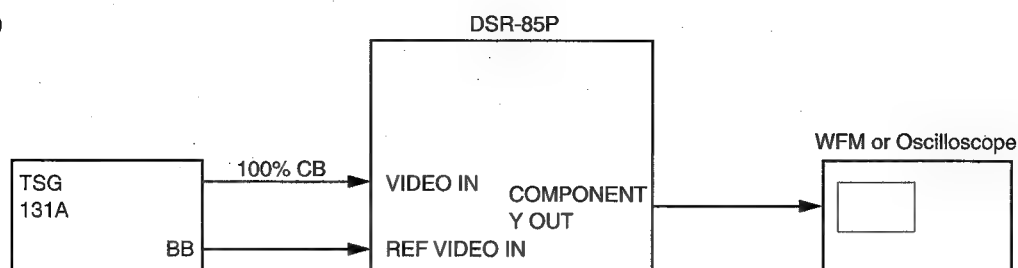 DSR-85P
WFM or Oscilloscope
TSG
131A
100% CB
VIDEO IN
COMPONENT
Y OUT
BB
REF VIDEO IN